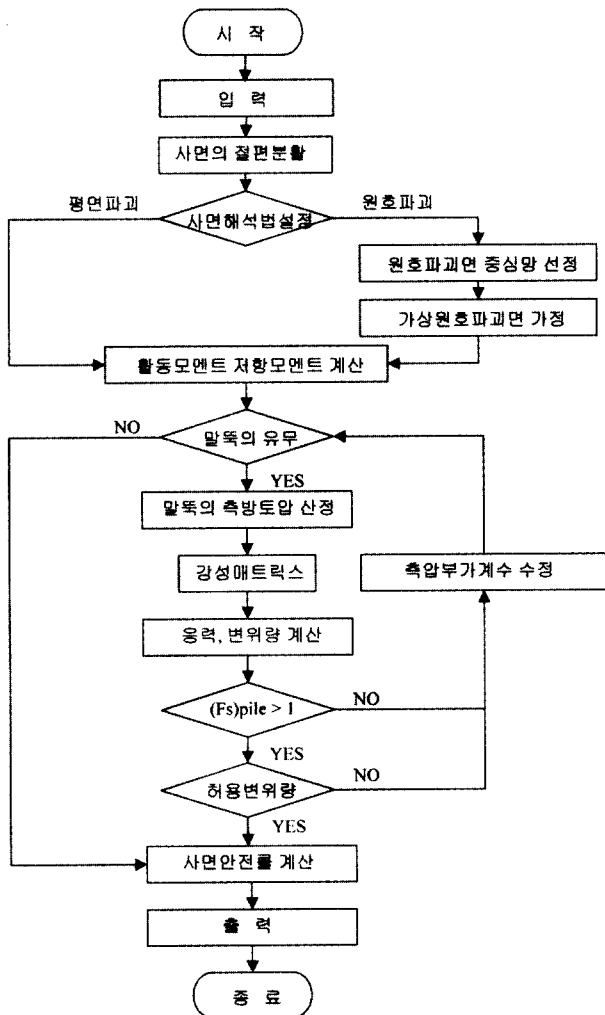 시 작
입 력
사면의 절편분활
사면해석법설정
평면파괴
원호파괴
원호파괴면 중심망 선정
가상원호파괴면 가정
활동모멘트 저항모멘트 계산
말뚝의 유무
NO
YES
말뚝의 측방토압 산정
강성매트릭스
측압부가계수 수정
응력, 변위량 계산
(Fs)pile > 1
NO
YES
허용변위량
NO
YES
사면안전률 계산
출 력
종 료